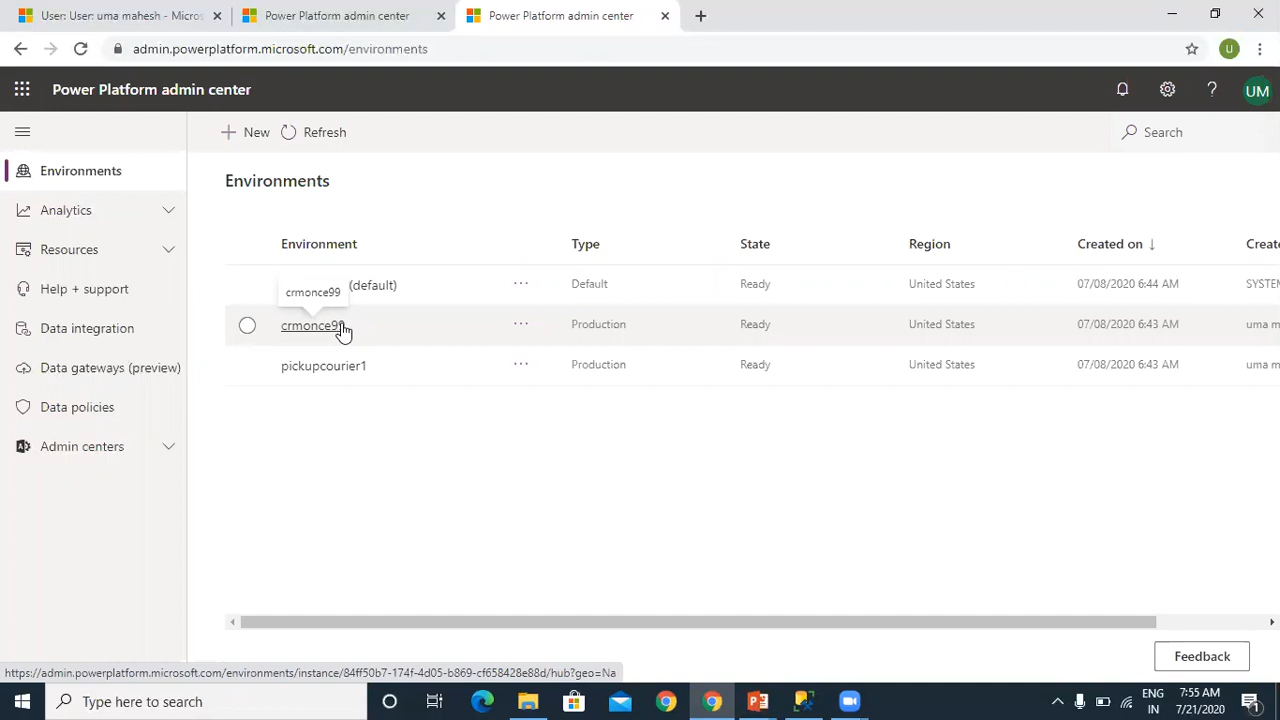 User: User: uma mahesh - Micros
Power Platform admin center
Power Platform admin center
admin.powerplatform.microsoft.com/environments
U
Power Platform admin center
UM
New
Refresh
Search
Environments
Analytics
Resources
Help + support
Data integration
Data gateways (preview)
Data policies
Admin centers
Environments
Environment Type State Region Created on ↓
(default) Default Ready United States 07/08/2020 6:44 AM SYSTEM
crmonce99
crmonce99 Production Ready United States 07/08/2020 6:43 AM uma m
pickupcourier1 Production Ready United States 07/08/2020 6:43 AM uma m
Feedback
https://admin.powerplatform.microsoft.com/environments/instance/84ff50b7-174f-4d05-b869-cf658428e88d/hub?geo=Na
Type here to search
ENG
IN
7:55 AM
7/21/2020
1